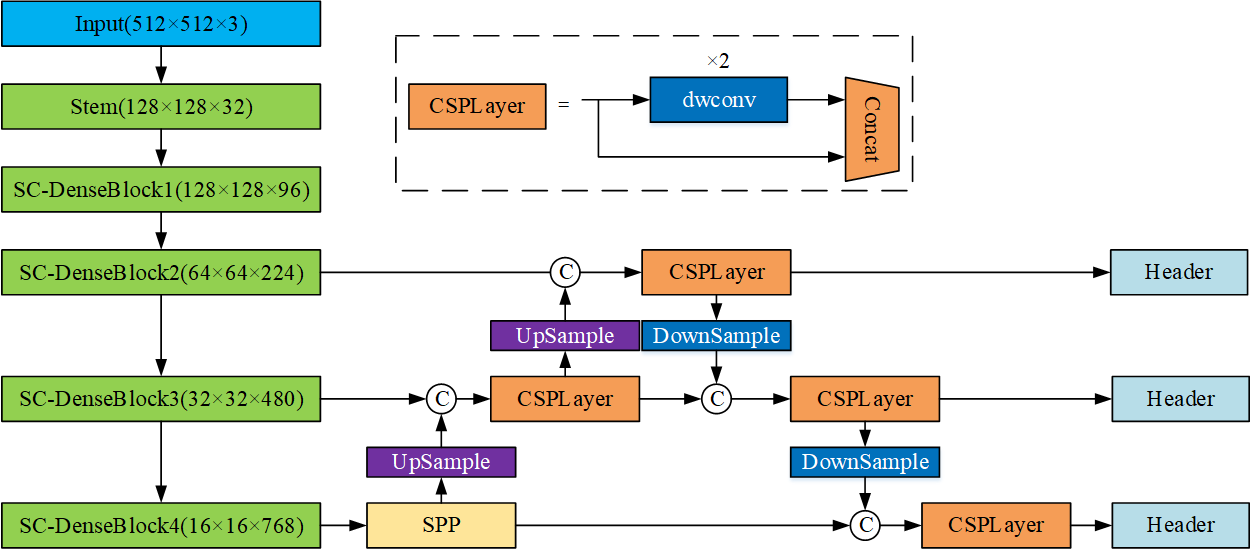 Input(512×512×3)
Stem(128×128×32)
SC-DenseBlock1(128×128×96)
SC-DenseBlock2(64×64×224)
SC-DenseBlock3(32×32×480)
SC-DenseBlock4(16×16×768)
CSPLayer
=
×2
dwconv
Concat
C
CSPLayer
Header
UpSample
DownSample
C
CSPLayer
C
CSPLayer
Header
UpSample
DownSample
SPP
C
CSPLayer
Header